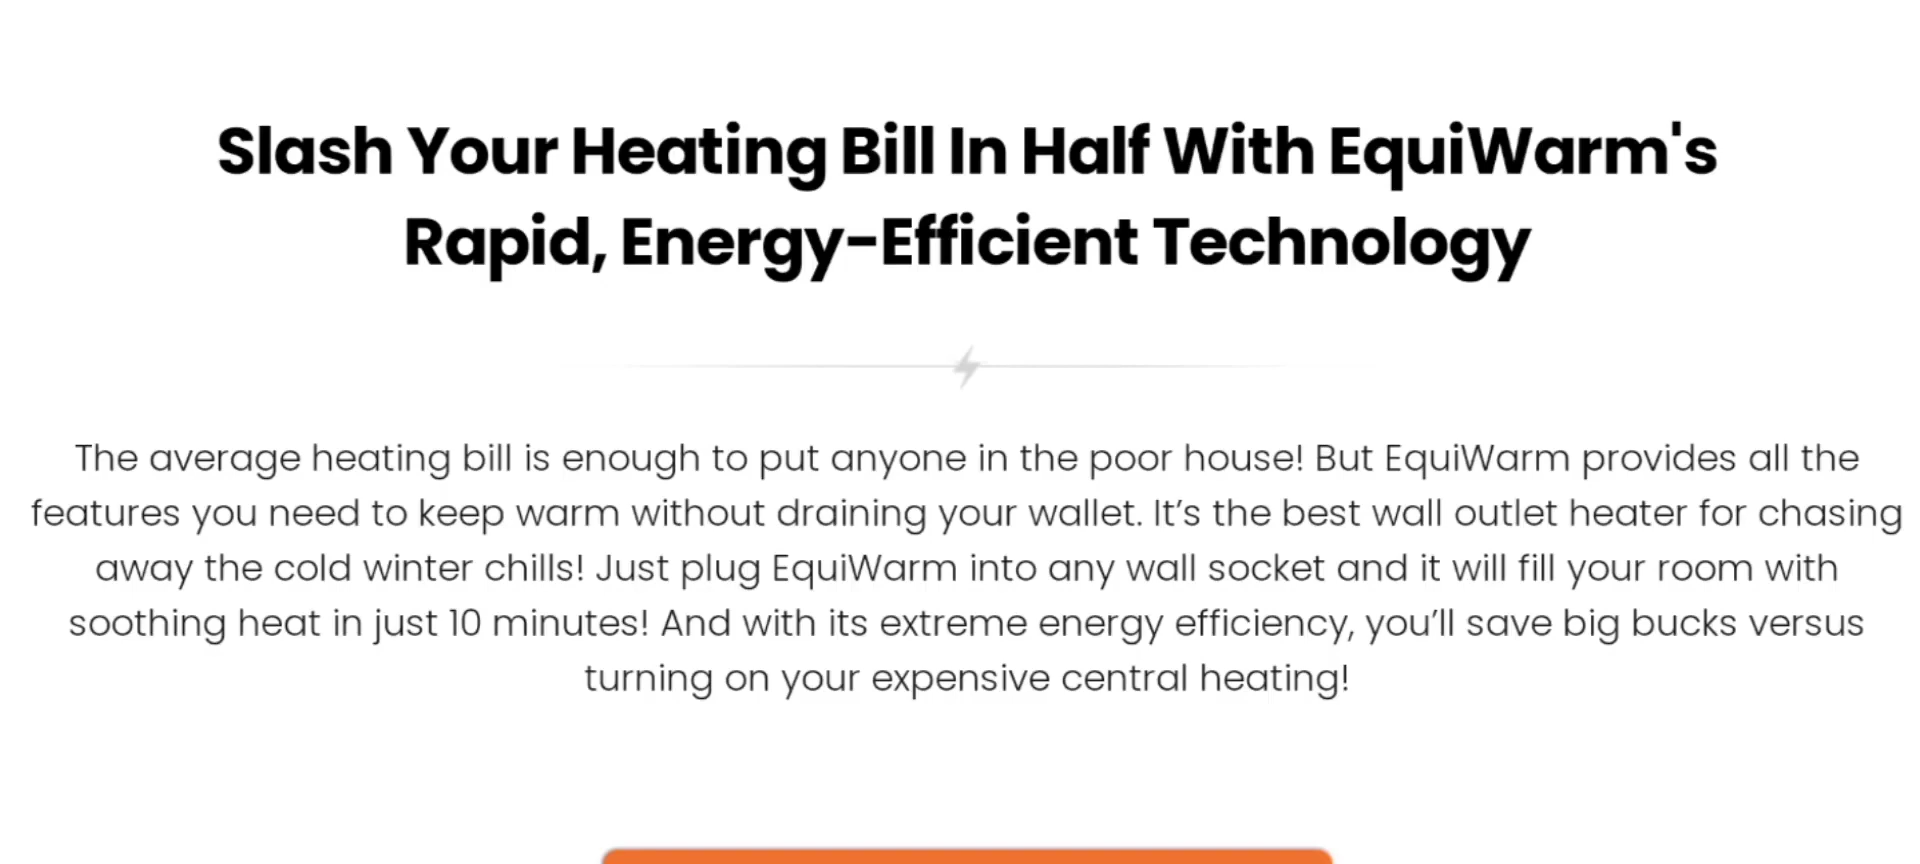 Slash Your Heating Bill In Half With EquiWarm's
Rapid, Energy-Efficient Technology
The average heating bill is enough to put anyone in the poor house! But EquiWarm provides all the
features you need to keep warm without draining your wallet. It’s the best wall outlet heater for chasing
away the cold winter chills! Just plug EquiWarm into any wall socket and it will fill your room with
soothing heat in just 10 minutes! And with its extreme energy efficiency, you’ll save big bucks versus
turning on your expensive central heating!